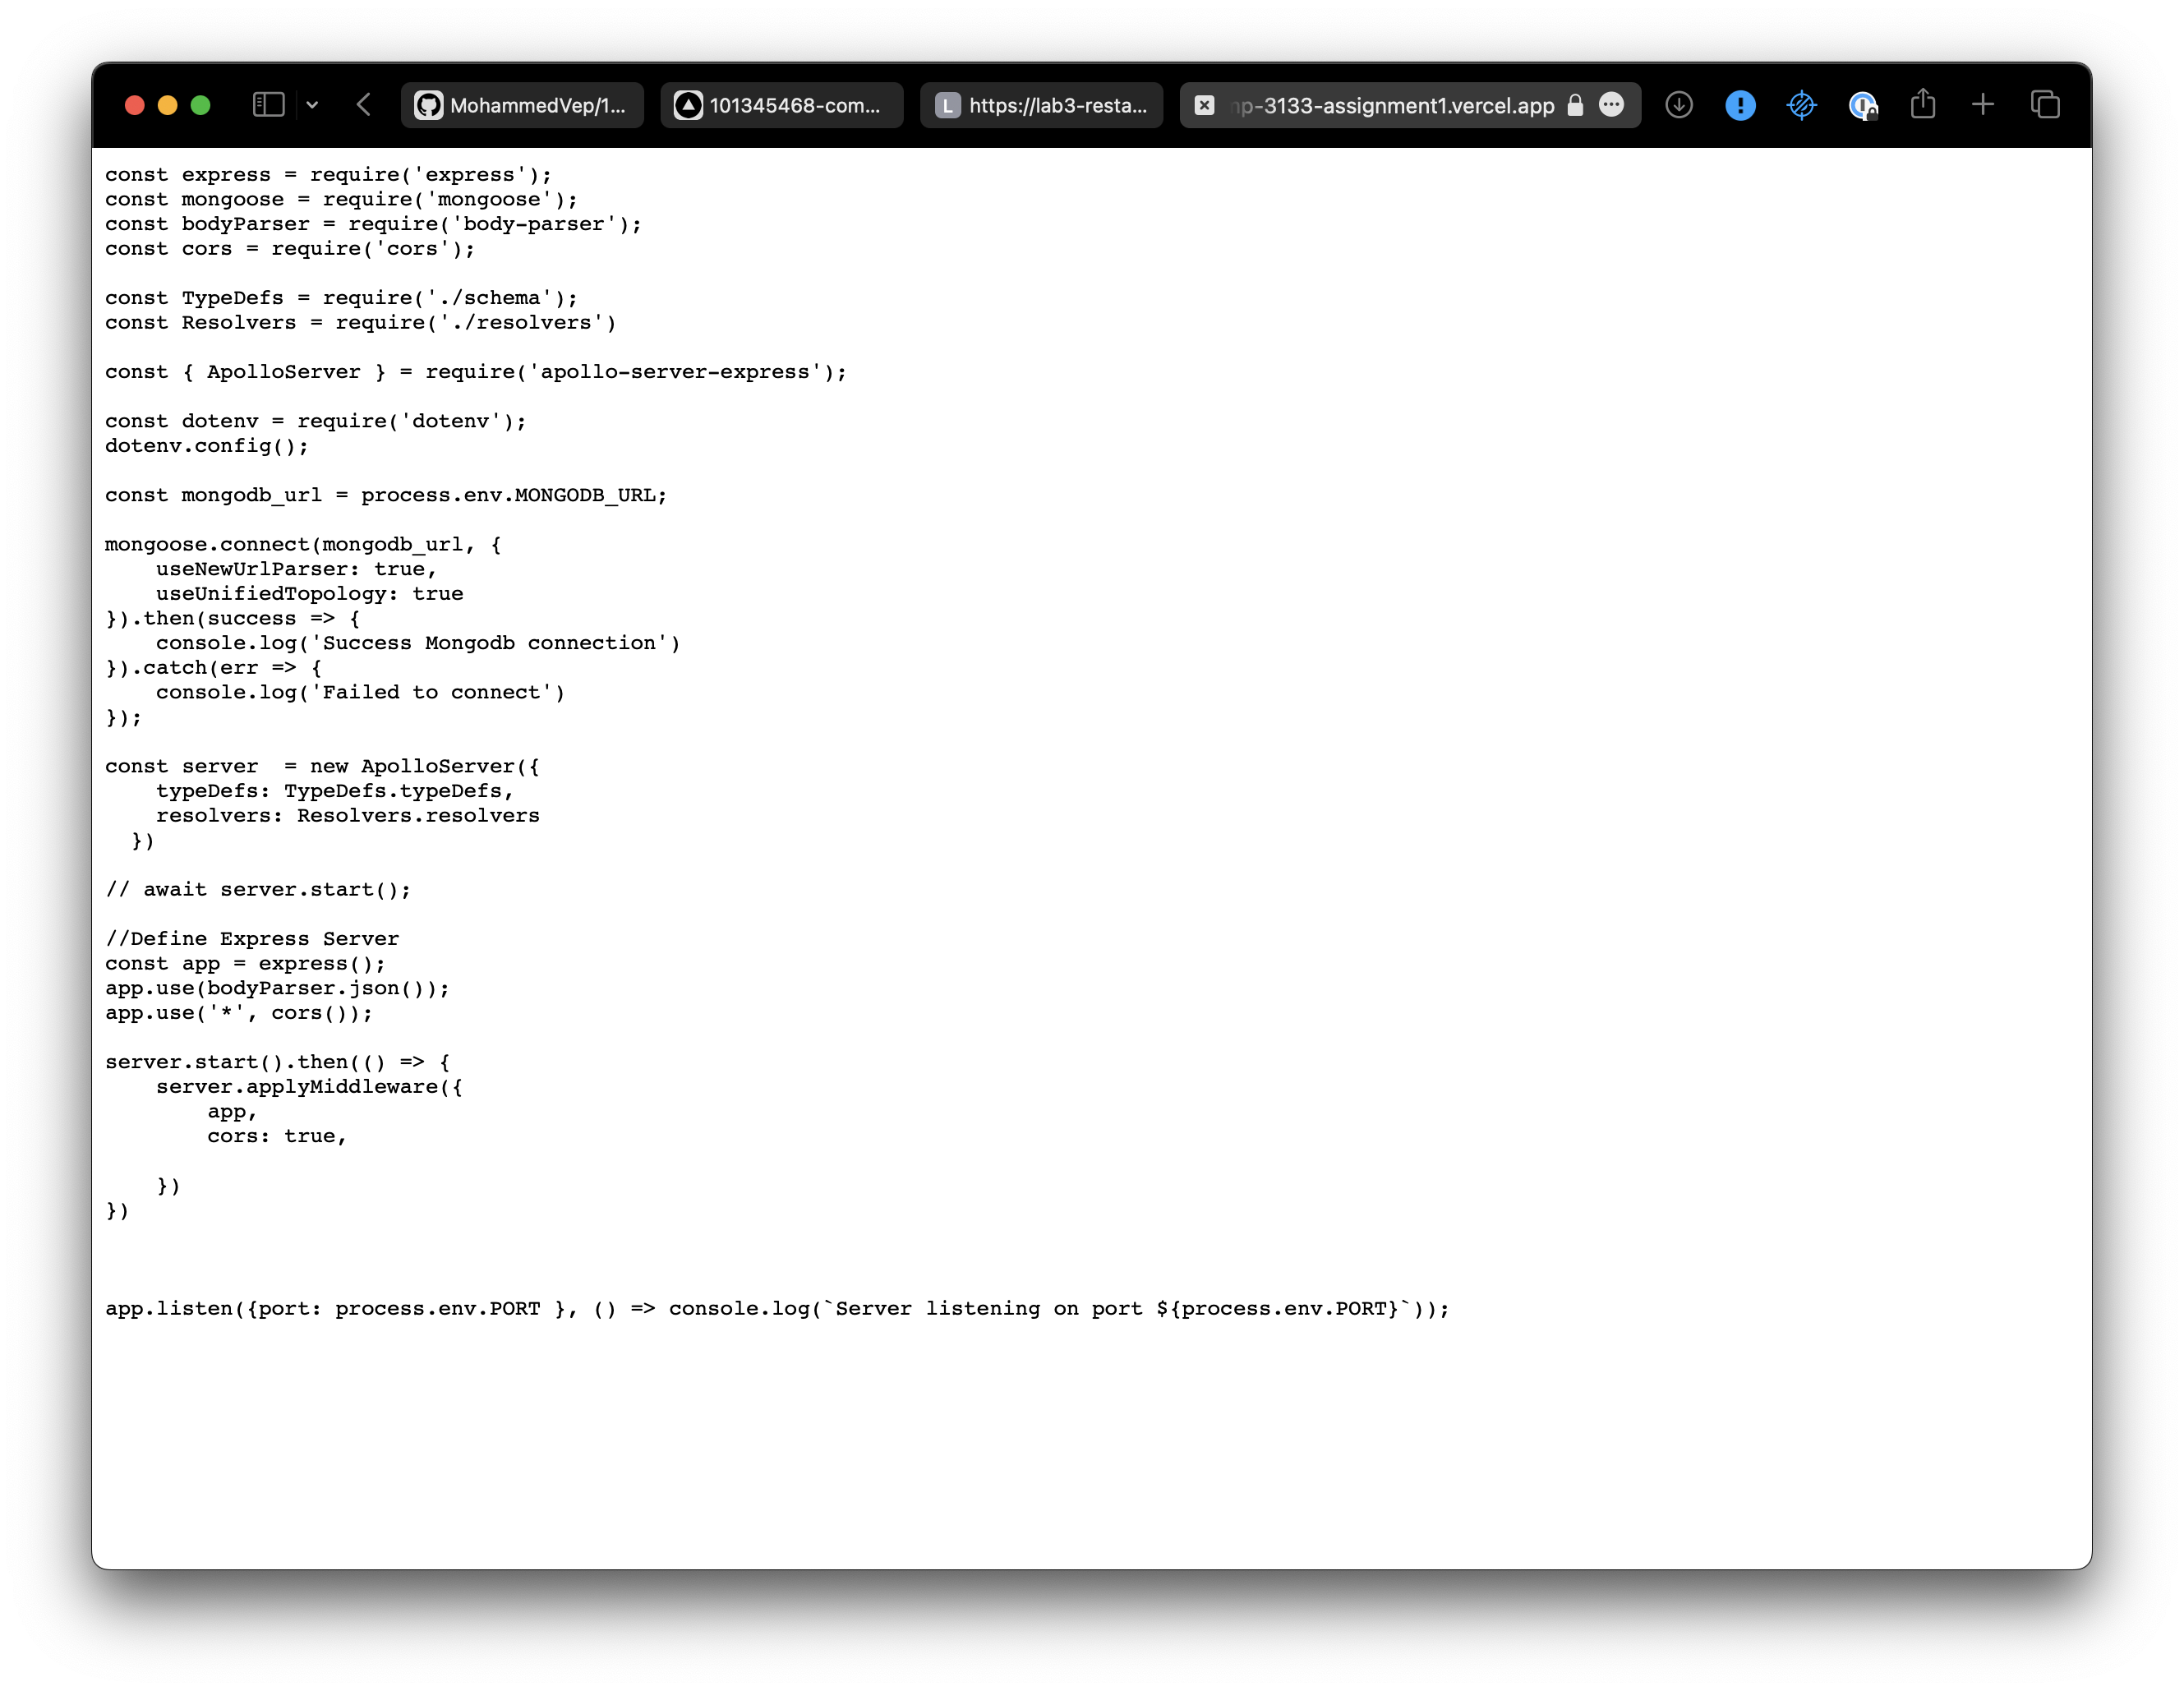 MohammedVep/1...
101345468-com...
L
https://lab3-resta...
np-3133-assignment1.vercel.app
const express = require('express');
const mongoose = require('mongoose');
const bodyParser = require('body-parser');
const cors = require('cors');
const TypeDefs = require('./schema');
const Resolvers = require('./resolvers')
const { ApolloServer } = require('apollo-server-express');
const dotenv = require('dotenv');
dotenv.config();
const mongodb_url = process.env.MONGODB_URL;
mongoose.connect(mongodb_url, {
    useNewUrlParser: true,
    useUnifiedTopology: true
}).then(success => {
    console.log('Success Mongodb connection')
}).catch(err => {
    console.log('Failed to connect')
});
const server  = new ApolloServer({
    typeDefs: TypeDefs.typeDefs,
    resolvers: Resolvers.resolvers
  })
// await server.start();
//Define Express Server
const app = express();
app.use(bodyParser.json());
app.use('*', cors());
server.start().then(() => {
    server.applyMiddleware({
        app,
        cors: true,
    })
})
app.listen({port: process.env.PORT }, () => console.log(`Server listening on port ${process.env.PORT}`));